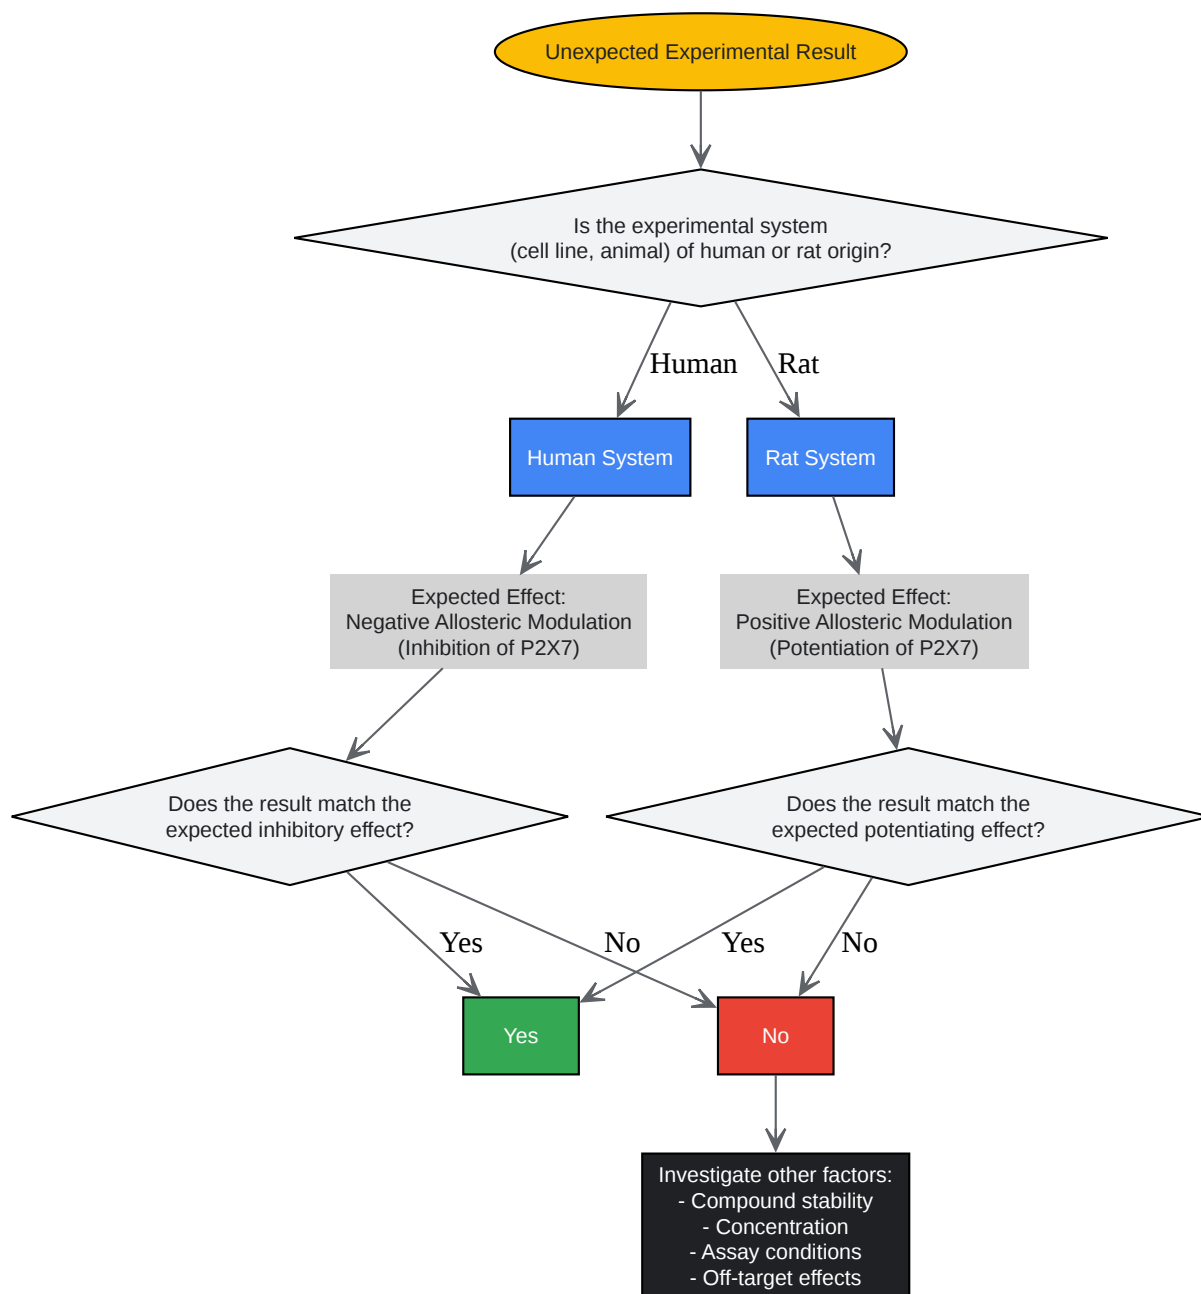 Unexpected Experimental Result
Is the experimental system
(cell line, animal) of human or rat origin?
Human
Rat
Human System
Rat System
Expected Effect:
Negative Allosteric Modulation
(Inhibition of P2X7)
Expected Effect:
Positive Allosteric Modulation
(Potentiation of P2X7)
Does the result match the
expected inhibitory effect?
Does the result match the
expected potentiating effect?
Yes
No
Yes
No
Yes
No
Investigate other factors:
- Compound stability
- Concentration
- Assay conditions
- Off-target effects